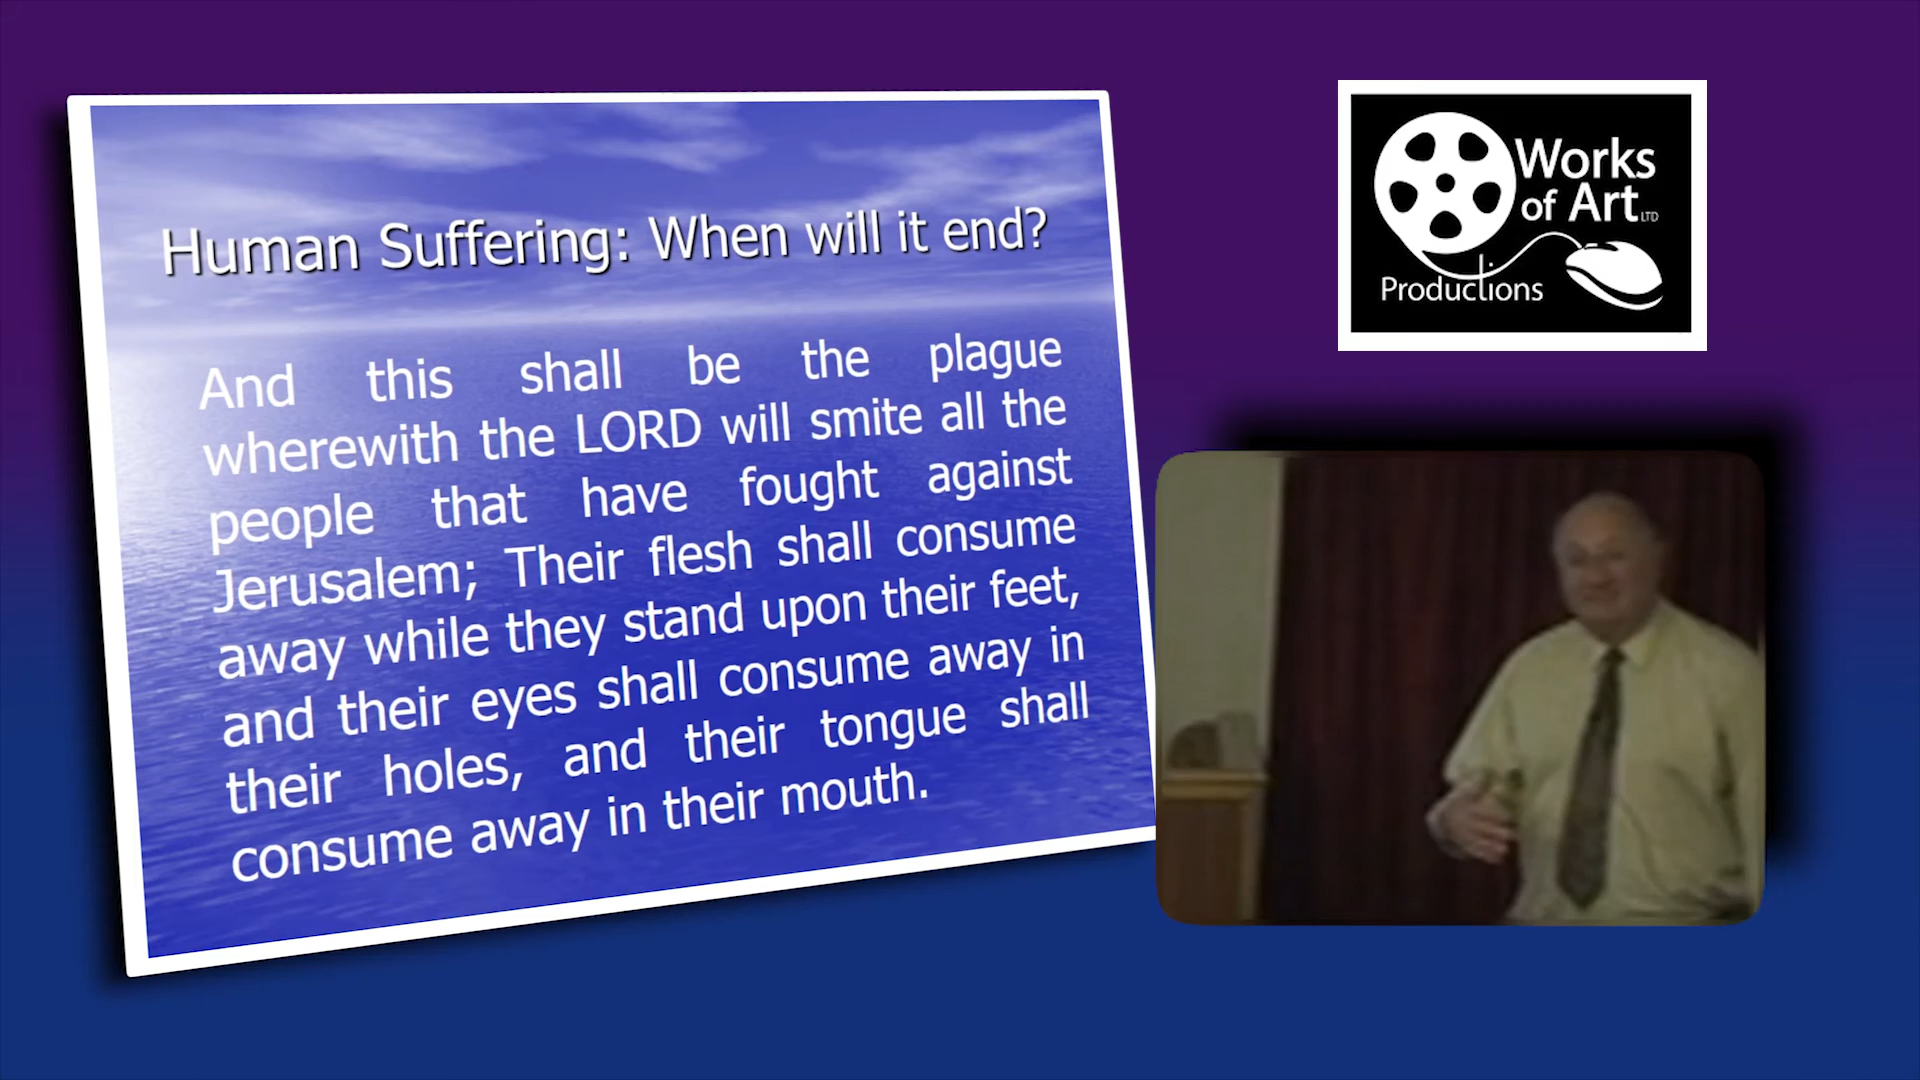 Human Suffering: When will it end?
And this shall be the plague
wherewith the LORD will smite all the
people that have fought against
Jerusalem; Their flesh shall consume
away while they stand upon their feet,
and their eyes shall consume away in
their holes, and their tongue shall
consume away in their mouth.
Works
of Art LTD
Productions